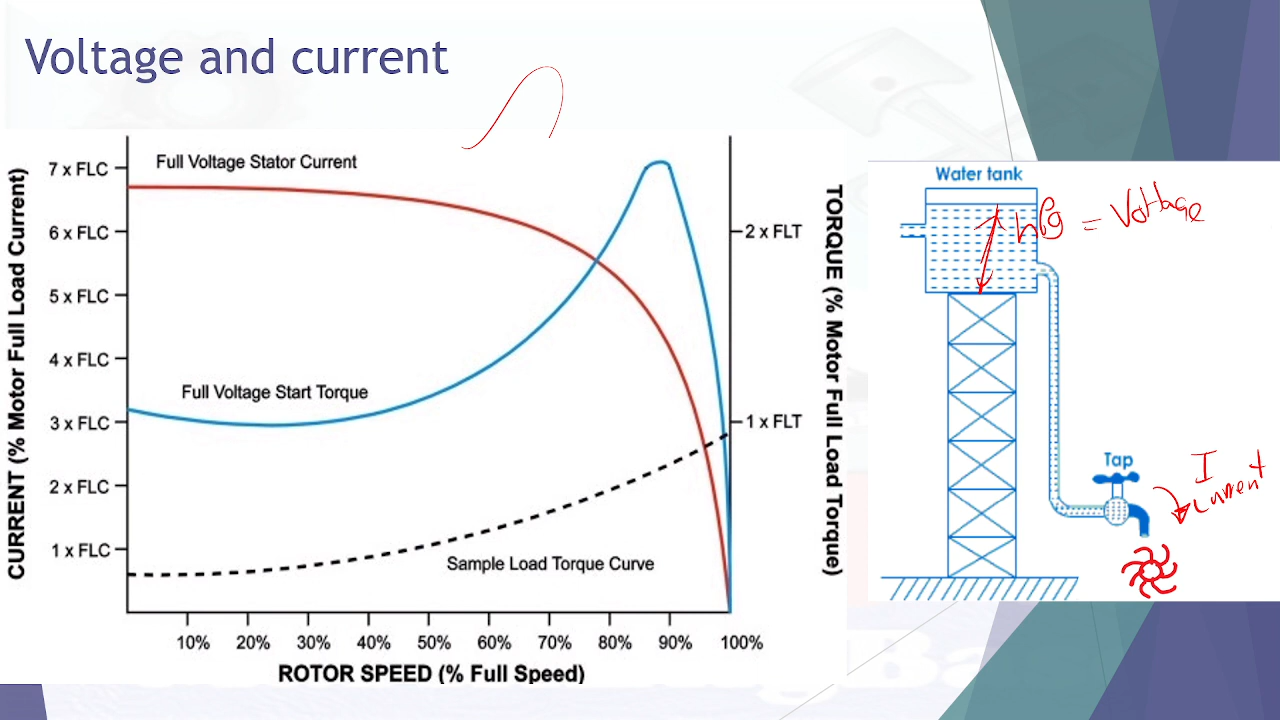 Voltage and current
Full Voltage Stator Current
7 x FLC
6 x FLC
5 x FLC
4 x FLC
3 x FLC
2 x FLC
1 x FLC
CURRENT (% Motor Full Load Current)
Full Voltage Start Torque
Sample Load Torque Curve
2 x FLT
1 x FLT
TORQUE (% Motor Full Load Torque)
10% 20% 30% 40% 50% 60% 70% 80% 90% 100%
ROTOR SPEED (% Full Speed)
Water tank
hρg = Voltage
Tap
I
current